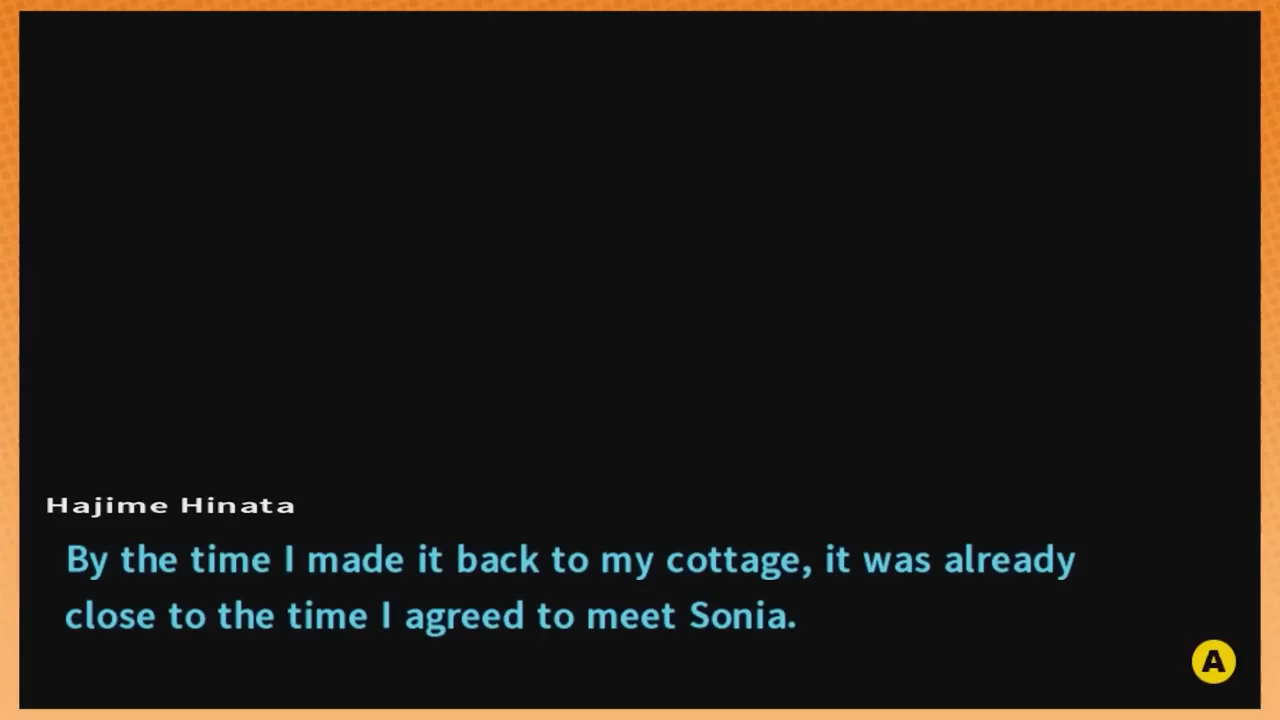 Hajime Hinata
By the time I made it back to my cottage, it was already
close to the time I agreed to meet Sonia.
A